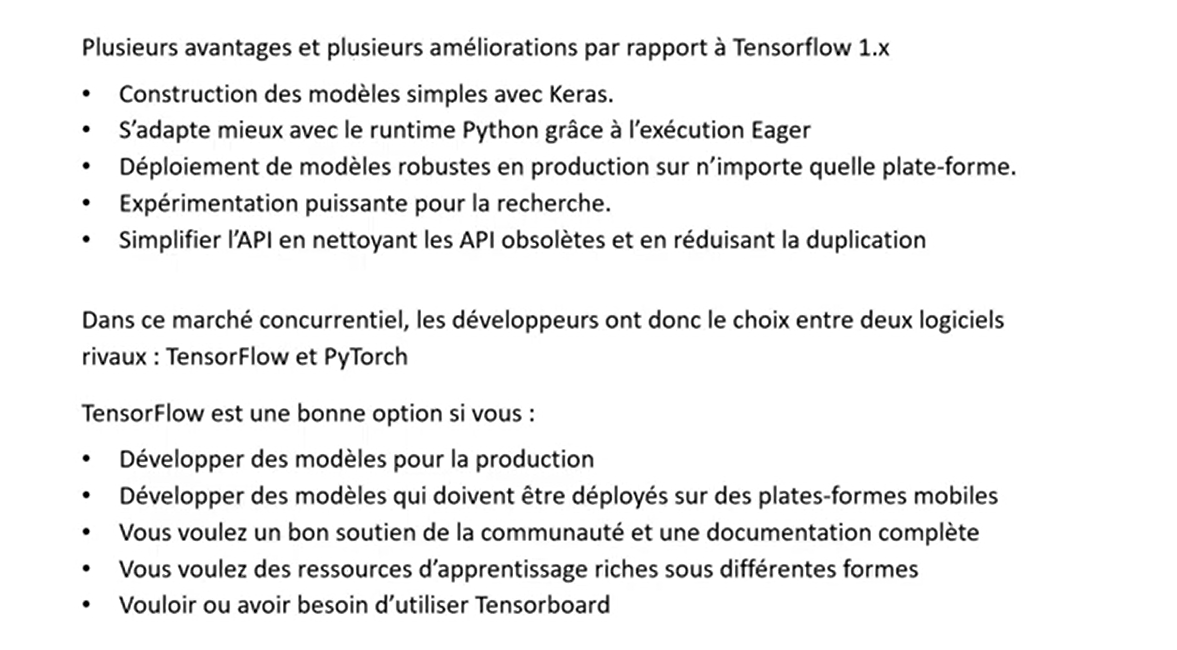 Plusieurs avantages et plusieurs améliorations par rapport à Tensorflow 1.x
• Construction des modèles simples avec Keras.
• S’adapte mieux avec le runtime Python grâce à l’exécution Eager
• Déploiement de modèles robustes en production sur n’importe quelle plate-forme.
• Expérimentation puissante pour la recherche.
• Simplifier l’API en nettoyant les API obsolètes et en réduisant la duplication
Dans ce marché concurrentiel, les développeurs ont donc le choix entre deux logiciels
rivaux : TensorFlow et PyTorch
TensorFlow est une bonne option si vous :
• Développer des modèles pour la production
• Développer des modèles qui doivent être déployés sur des plates-formes mobiles
• Vous voulez un bon soutien de la communauté et une documentation complète
• Vous voulez des ressources d’apprentissage riches sous différentes formes
• Vouloir ou avoir besoin d’utiliser Tensorboard